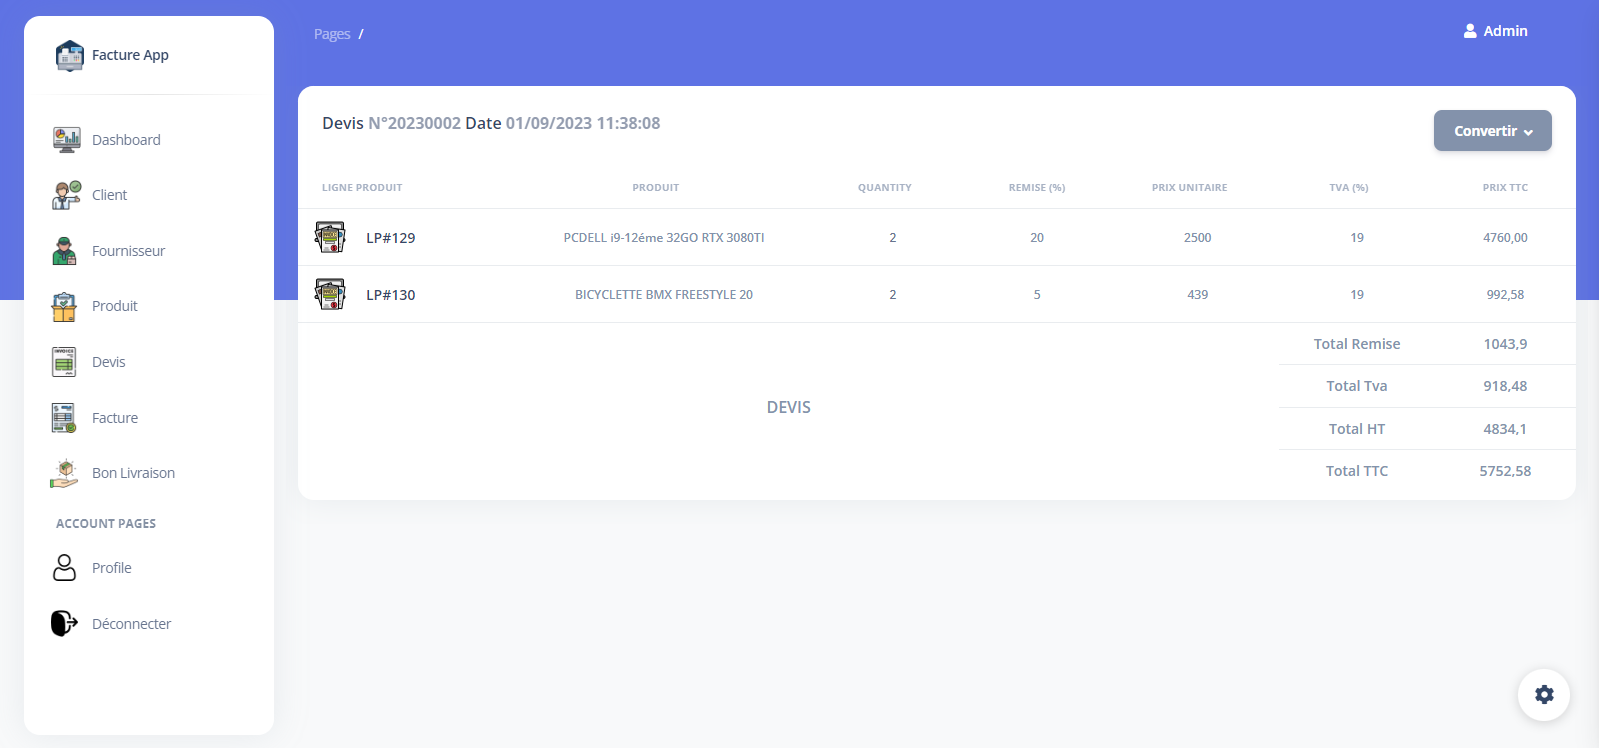 Facture App
Pages /
Admin
Dashboard
Client
Fournisseur
Produit
Devis
Facture
Bon Livraison
ACCOUNT PAGES
Profile
Déconnecter
Devis N°20230002 Date 01/09/2023 11:38:08
Convertir
LIGNE PRODUIT PRODUIT QUANTITY REMISE (%) PRIX UNITAIRE TVA (%) PRIX TTC
LP#129 PCDELL i9-12éme 32GO RTX 3080TI 2 20 2500 19 4760,00
LP#130 BICYCLETTE BMX FREESTYLE 20 2 5 439 19 992,58
DEVIS
Total Remise 1043,9
Total Tva 918,48
Total HT 4834,1
Total TTC 5752,58